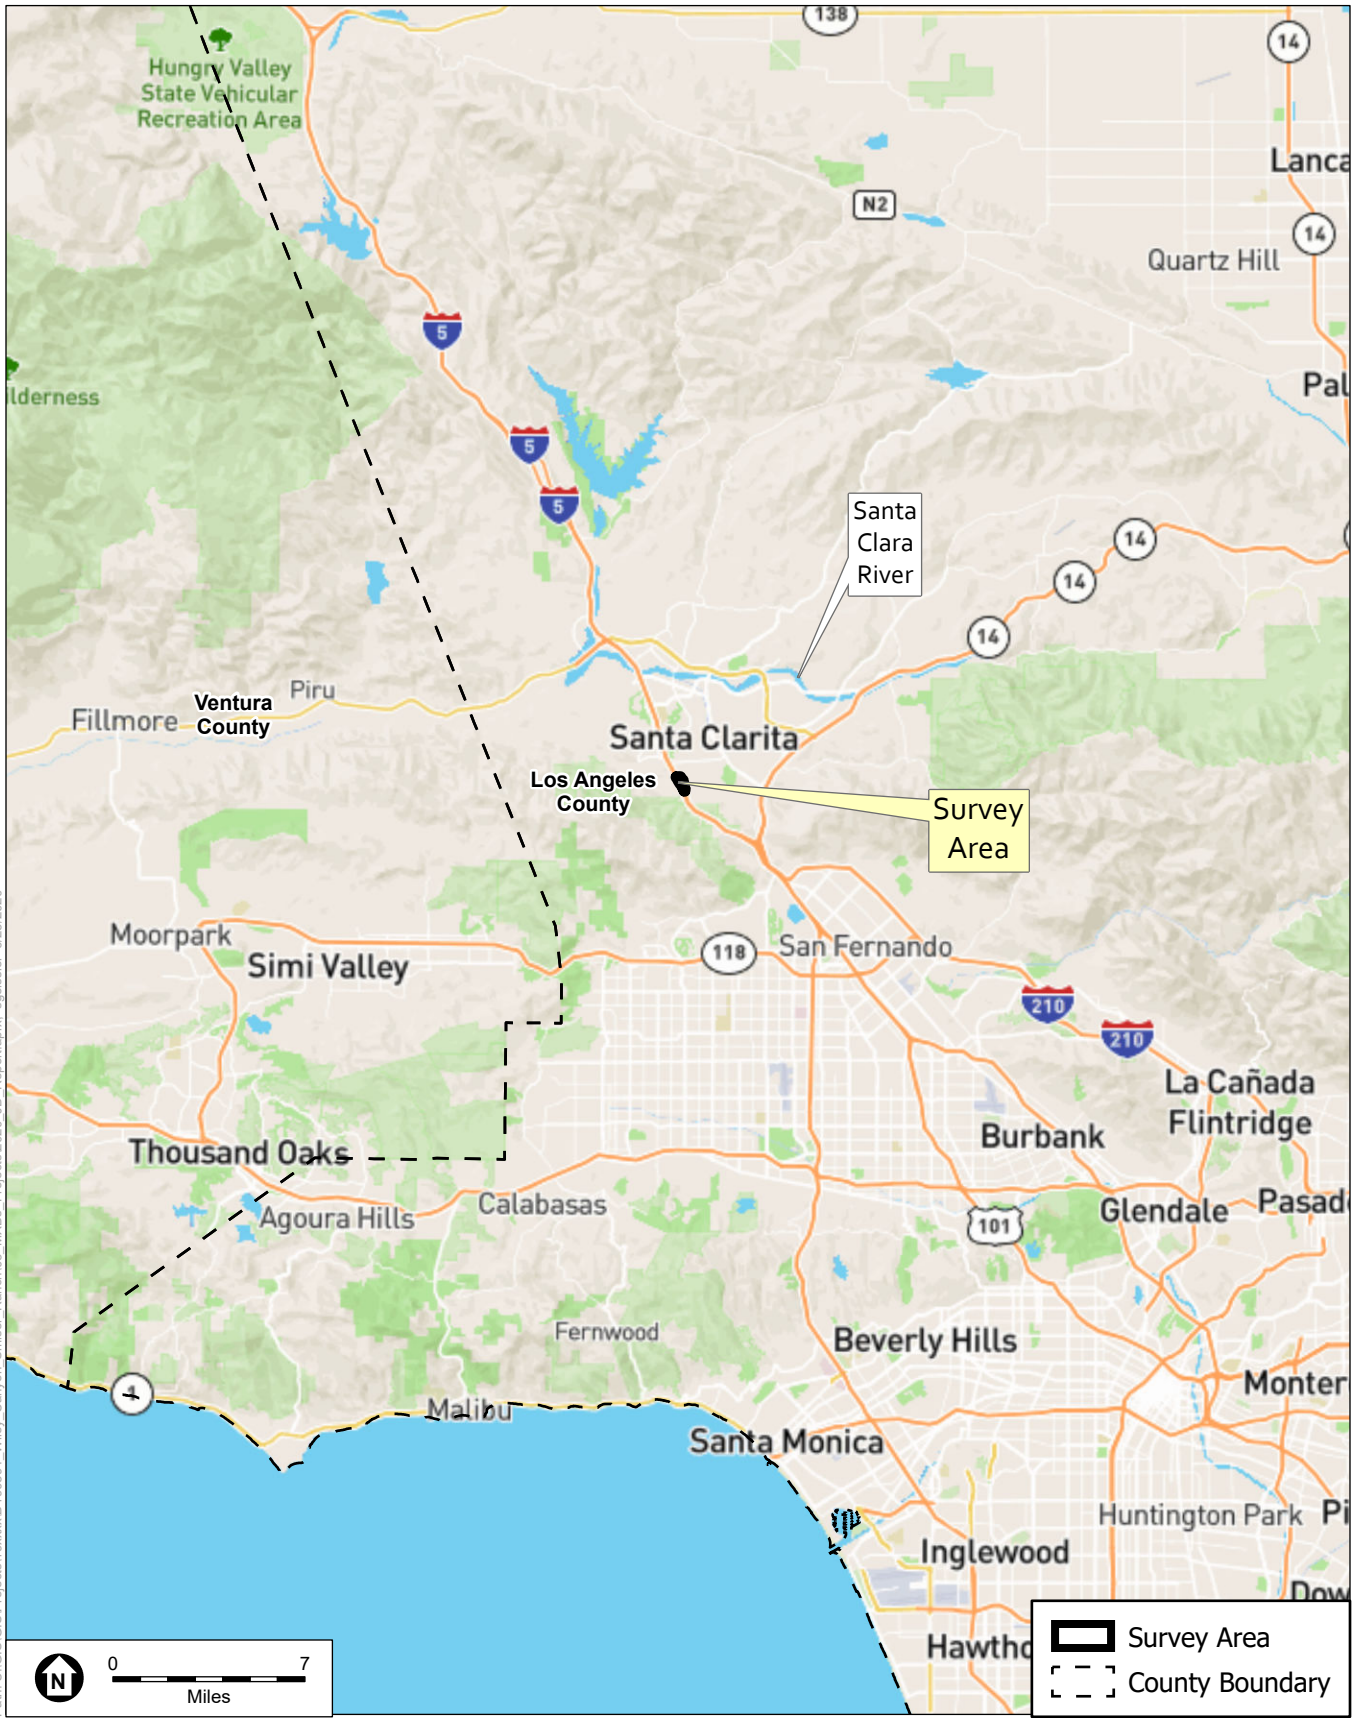 138
14
Hungry Valley
State Vehicular
Recreation Area
Lanca
N2
14
Quartz Hill
5
Pal
ilderness
5
5
Santa
Clara
River
14
14
14
Piru
Ventura
County
Fillmore
Santa Clarita
Los Angeles
County
Survey
Area
Moorpark
Simi Valley
118
San Fernando
210
210
La Cañada
Flintridge
Burbank
Thousand Oaks
Calabasas
Agoura Hills
Glendale
Pasad
101
Fernwood
Beverly Hills
1
Malibu
Monter
Santa Monica
Huntington Park
Pi
Inglewood
Dow
Hawtho
N
0
7
Miles
Survey Area
County Boundary